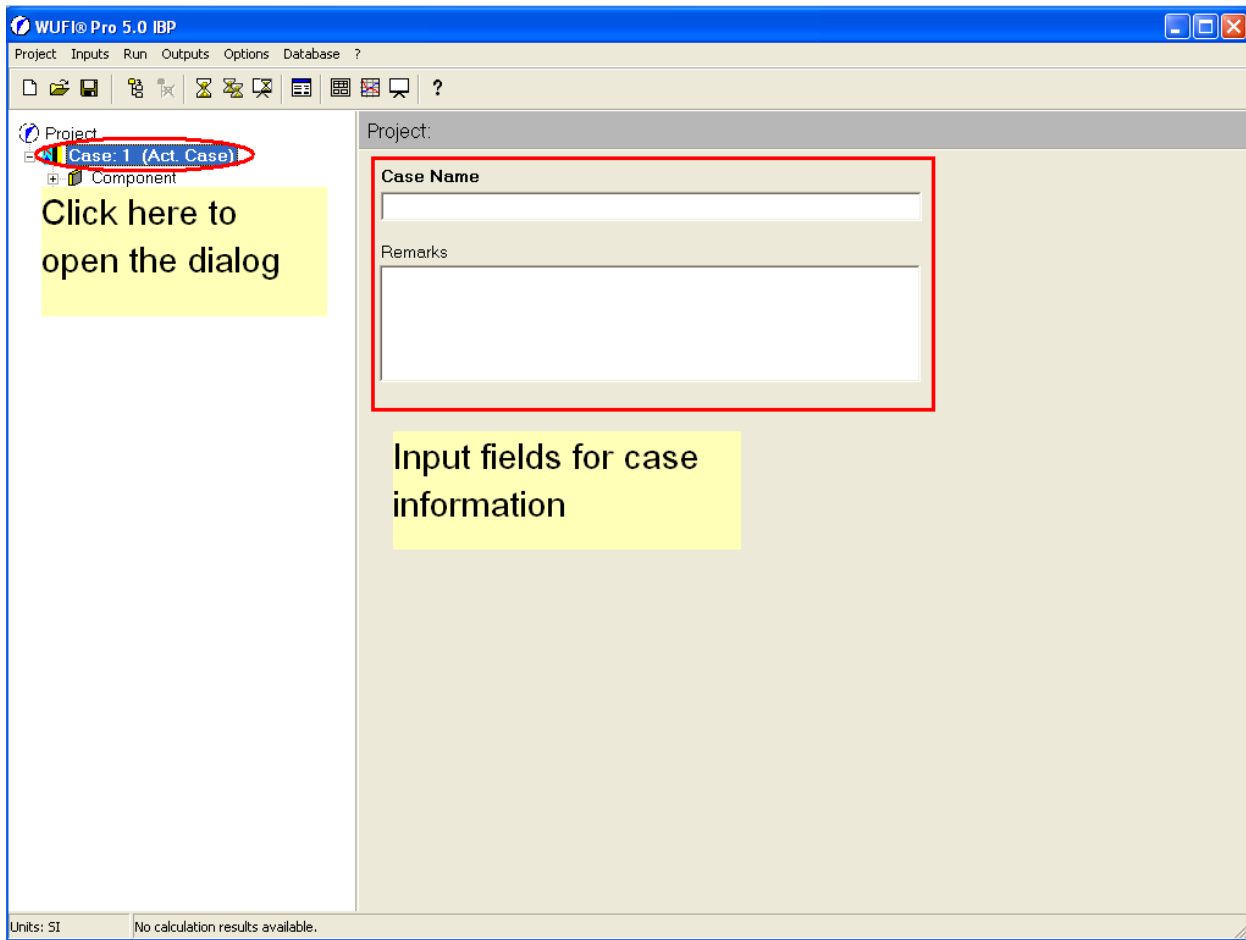 WUFI® Pro 5.0 IBP
Project Inputs Run Outputs Options Database ?
?
Project
Case: 1 (Act. Case)
Component
Click here to
open the dialog
Project:
Case Name
Remarks
Input fields for case
information
Units: SI No calculation results available.